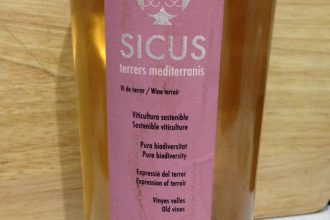 SICUS
terrers mediterranis
Vi de terrer / Wine terroir
Viticultura sostenible
Sostenible viticulture
Pura biodiversitat
Pure biodiversity
Expressió del terrer
Expression of terroir
Vinyes velles
Old vines